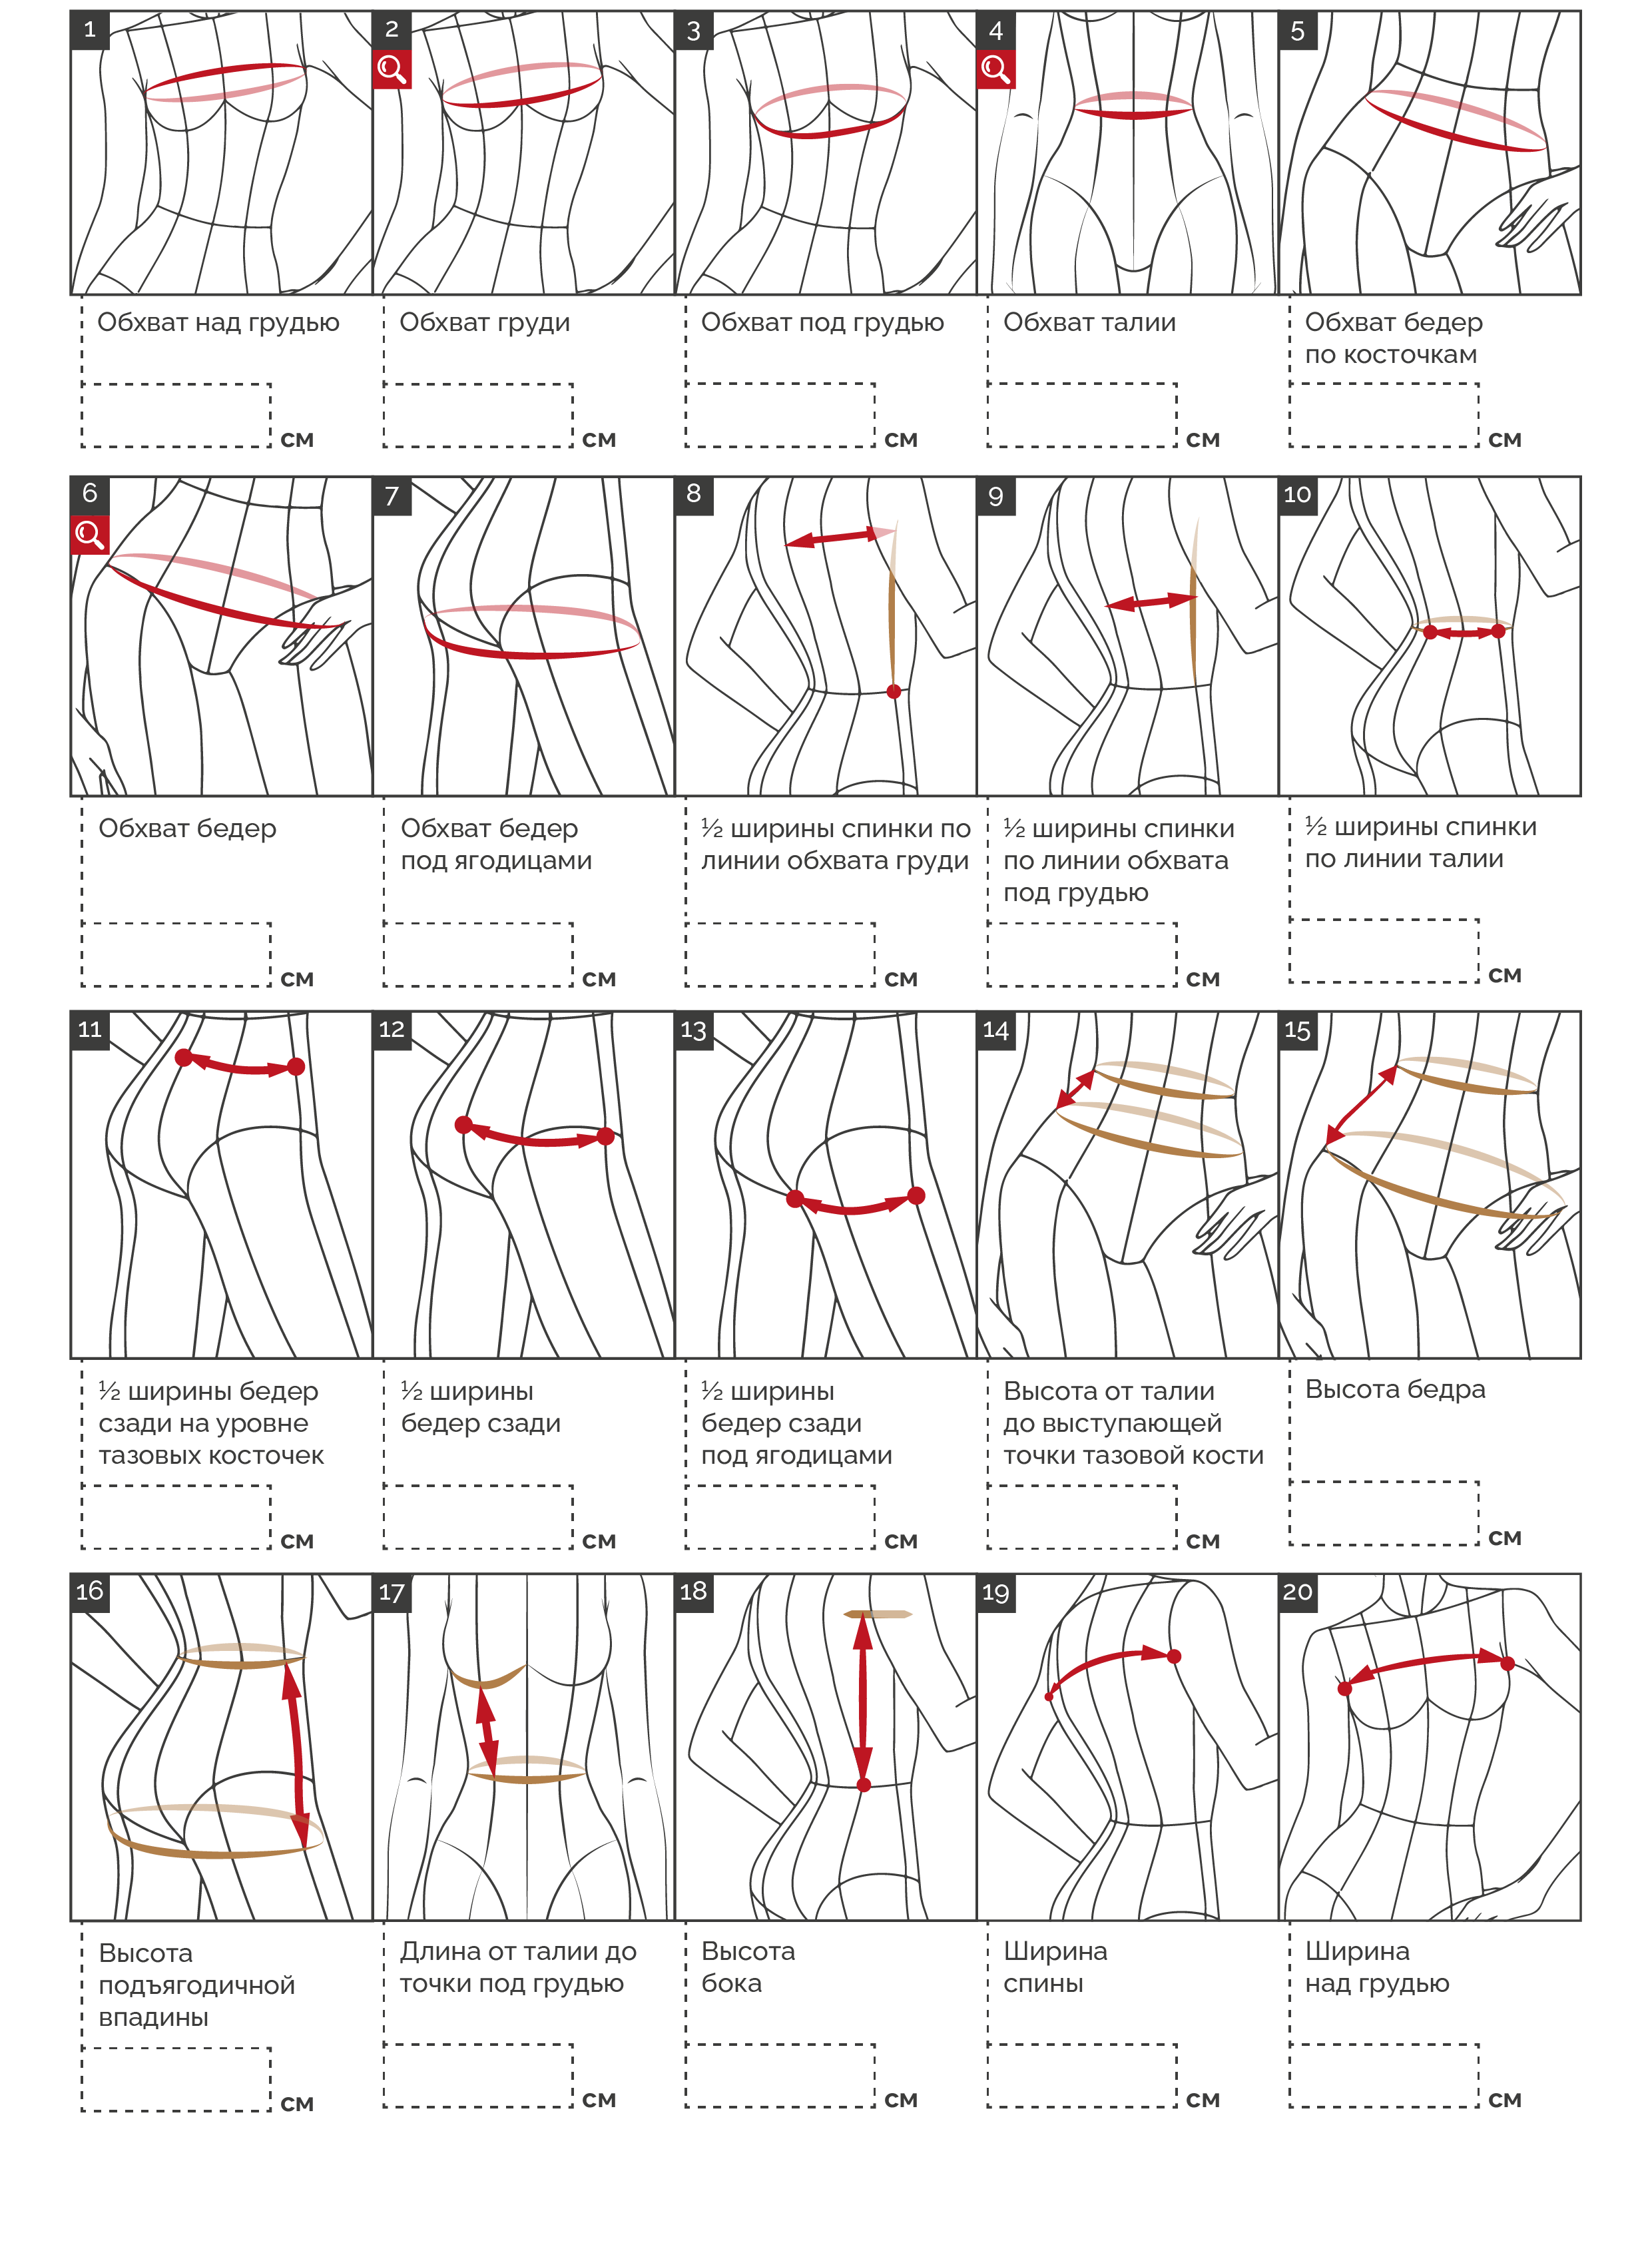 1
2
3
4
5
Обхват над грудью
Обхват груди
Обхват под грудью
Обхват талии
Обхват бедер
по косточкам
см
см
см
см
см
6
7
8
9
10
Обхват бедер
Обхват бедер
под ягодицами
½ ширины спинки по
линии обхвата груди
½ ширины спинки
по линии обхвата
под грудью
½ ширины спинки
по линии талии
см
см
см
см
см
11
12
13
14
15
½ ширины бедер
сзади на уровне
тазовых косточек
½ ширины
бедер сзади
½ ширины
бедер сзади
под ягодицами
Высота от талии
до выступающей
точки тазовой кости
Высота бедра
см
см
см
см
см
16
17
18
19
20
Высота
подъягодичной
впадины
Длина от талии до
точки под грудью
Высота
бока
Ширина
спины
Ширина
над грудью
см
см
см
см
см